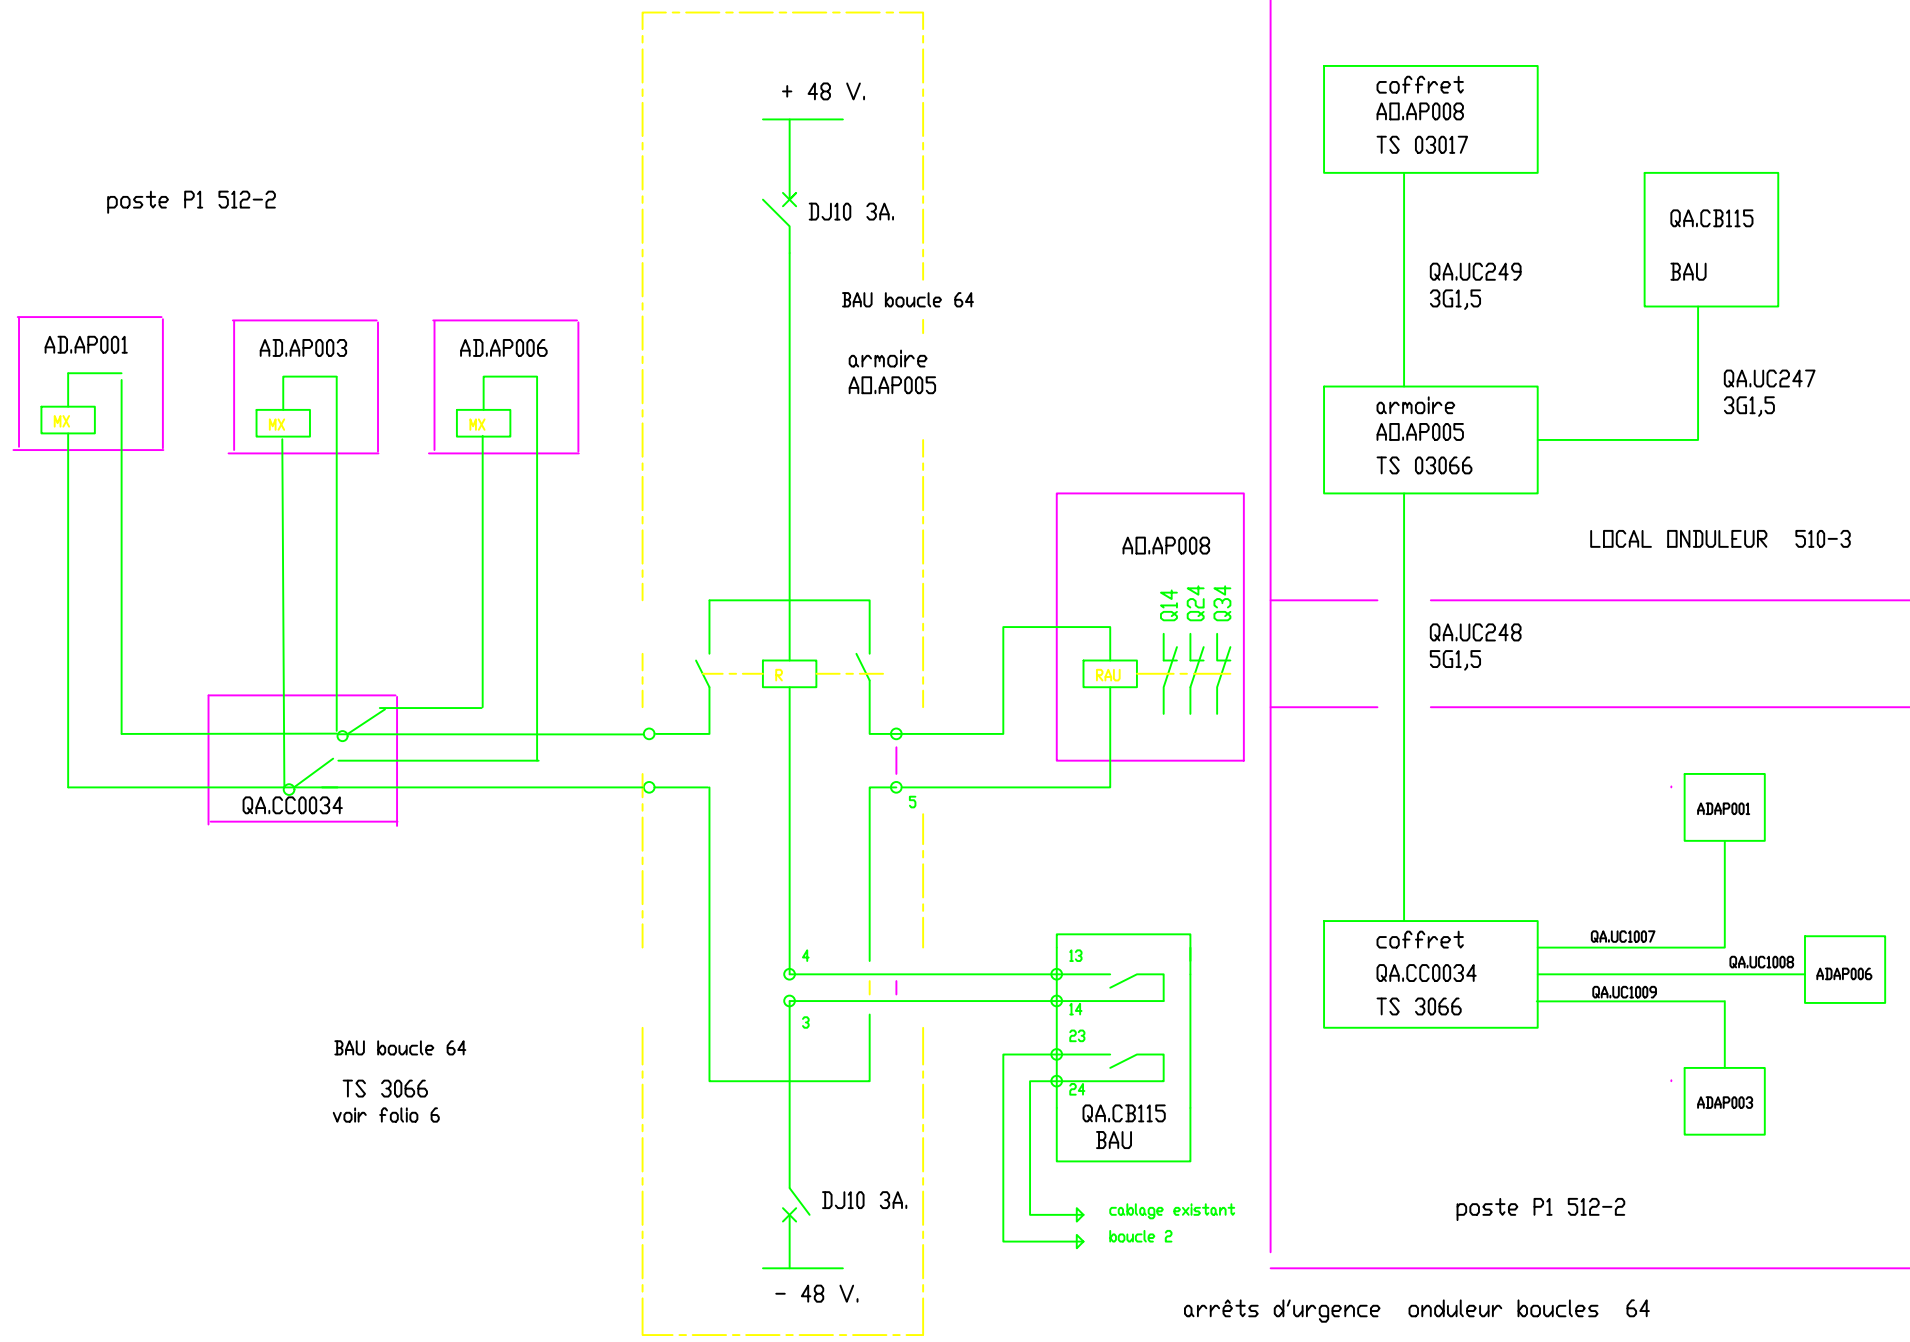 + 48 V.
poste P1 512-2
DJ10 3A.
BAU boucle 64
armoire
AO.AP005
AD.AP001
MX
AD.AP003
MX
AD.AP006
MX
AO.AP008
Q14
Q24
Q34
R
RAU
QA.CC0034
5
4
3
13
14
23
24
QA.CB115
BAU
BAU boucle 64
TS 3066
voir folio 6
DJ10 3A.
cablage existant
boucle 2
- 48 V.
coffret
AO.AP008
TS 03017
QA.CB115
BAU
QA.UC249
3G1,5
QA.UC247
3G1,5
armoire
AO.AP005
TS 03066
LOCAL ONDULEUR 510-3
QA.UC248
5G1,5
ADAP001
coffret
QA.CC0034
TS 3066
QA.UC1007
QA.UC1008
QA.UC1009
ADAP006
ADAP003
poste P1 512-2
arrêts d'urgence onduleur boucles 64